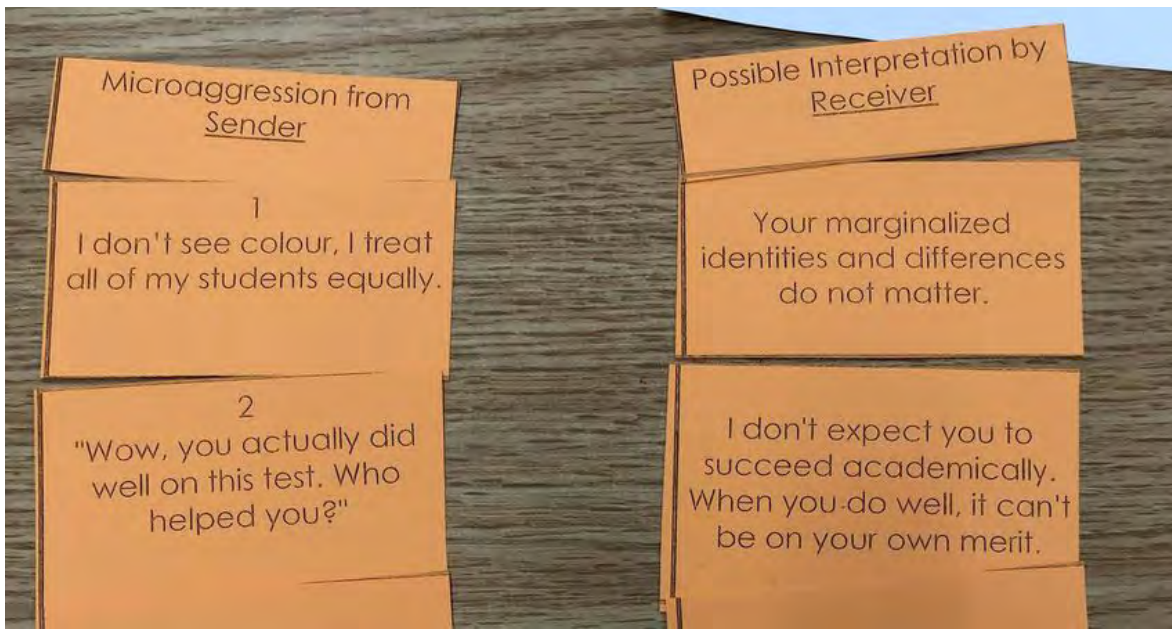 Microaggression from
Sender
1
I don't see colour, I treat
all of my students equally.
2
"Wow, you actually did
well on this test. Who
helped you?"
Possible Interpretation by
Receiver
Your marginalized
identities and differences
do not matter.
I don't expect you to
succeed academically.
When you do well, it can't
be on your own merit.